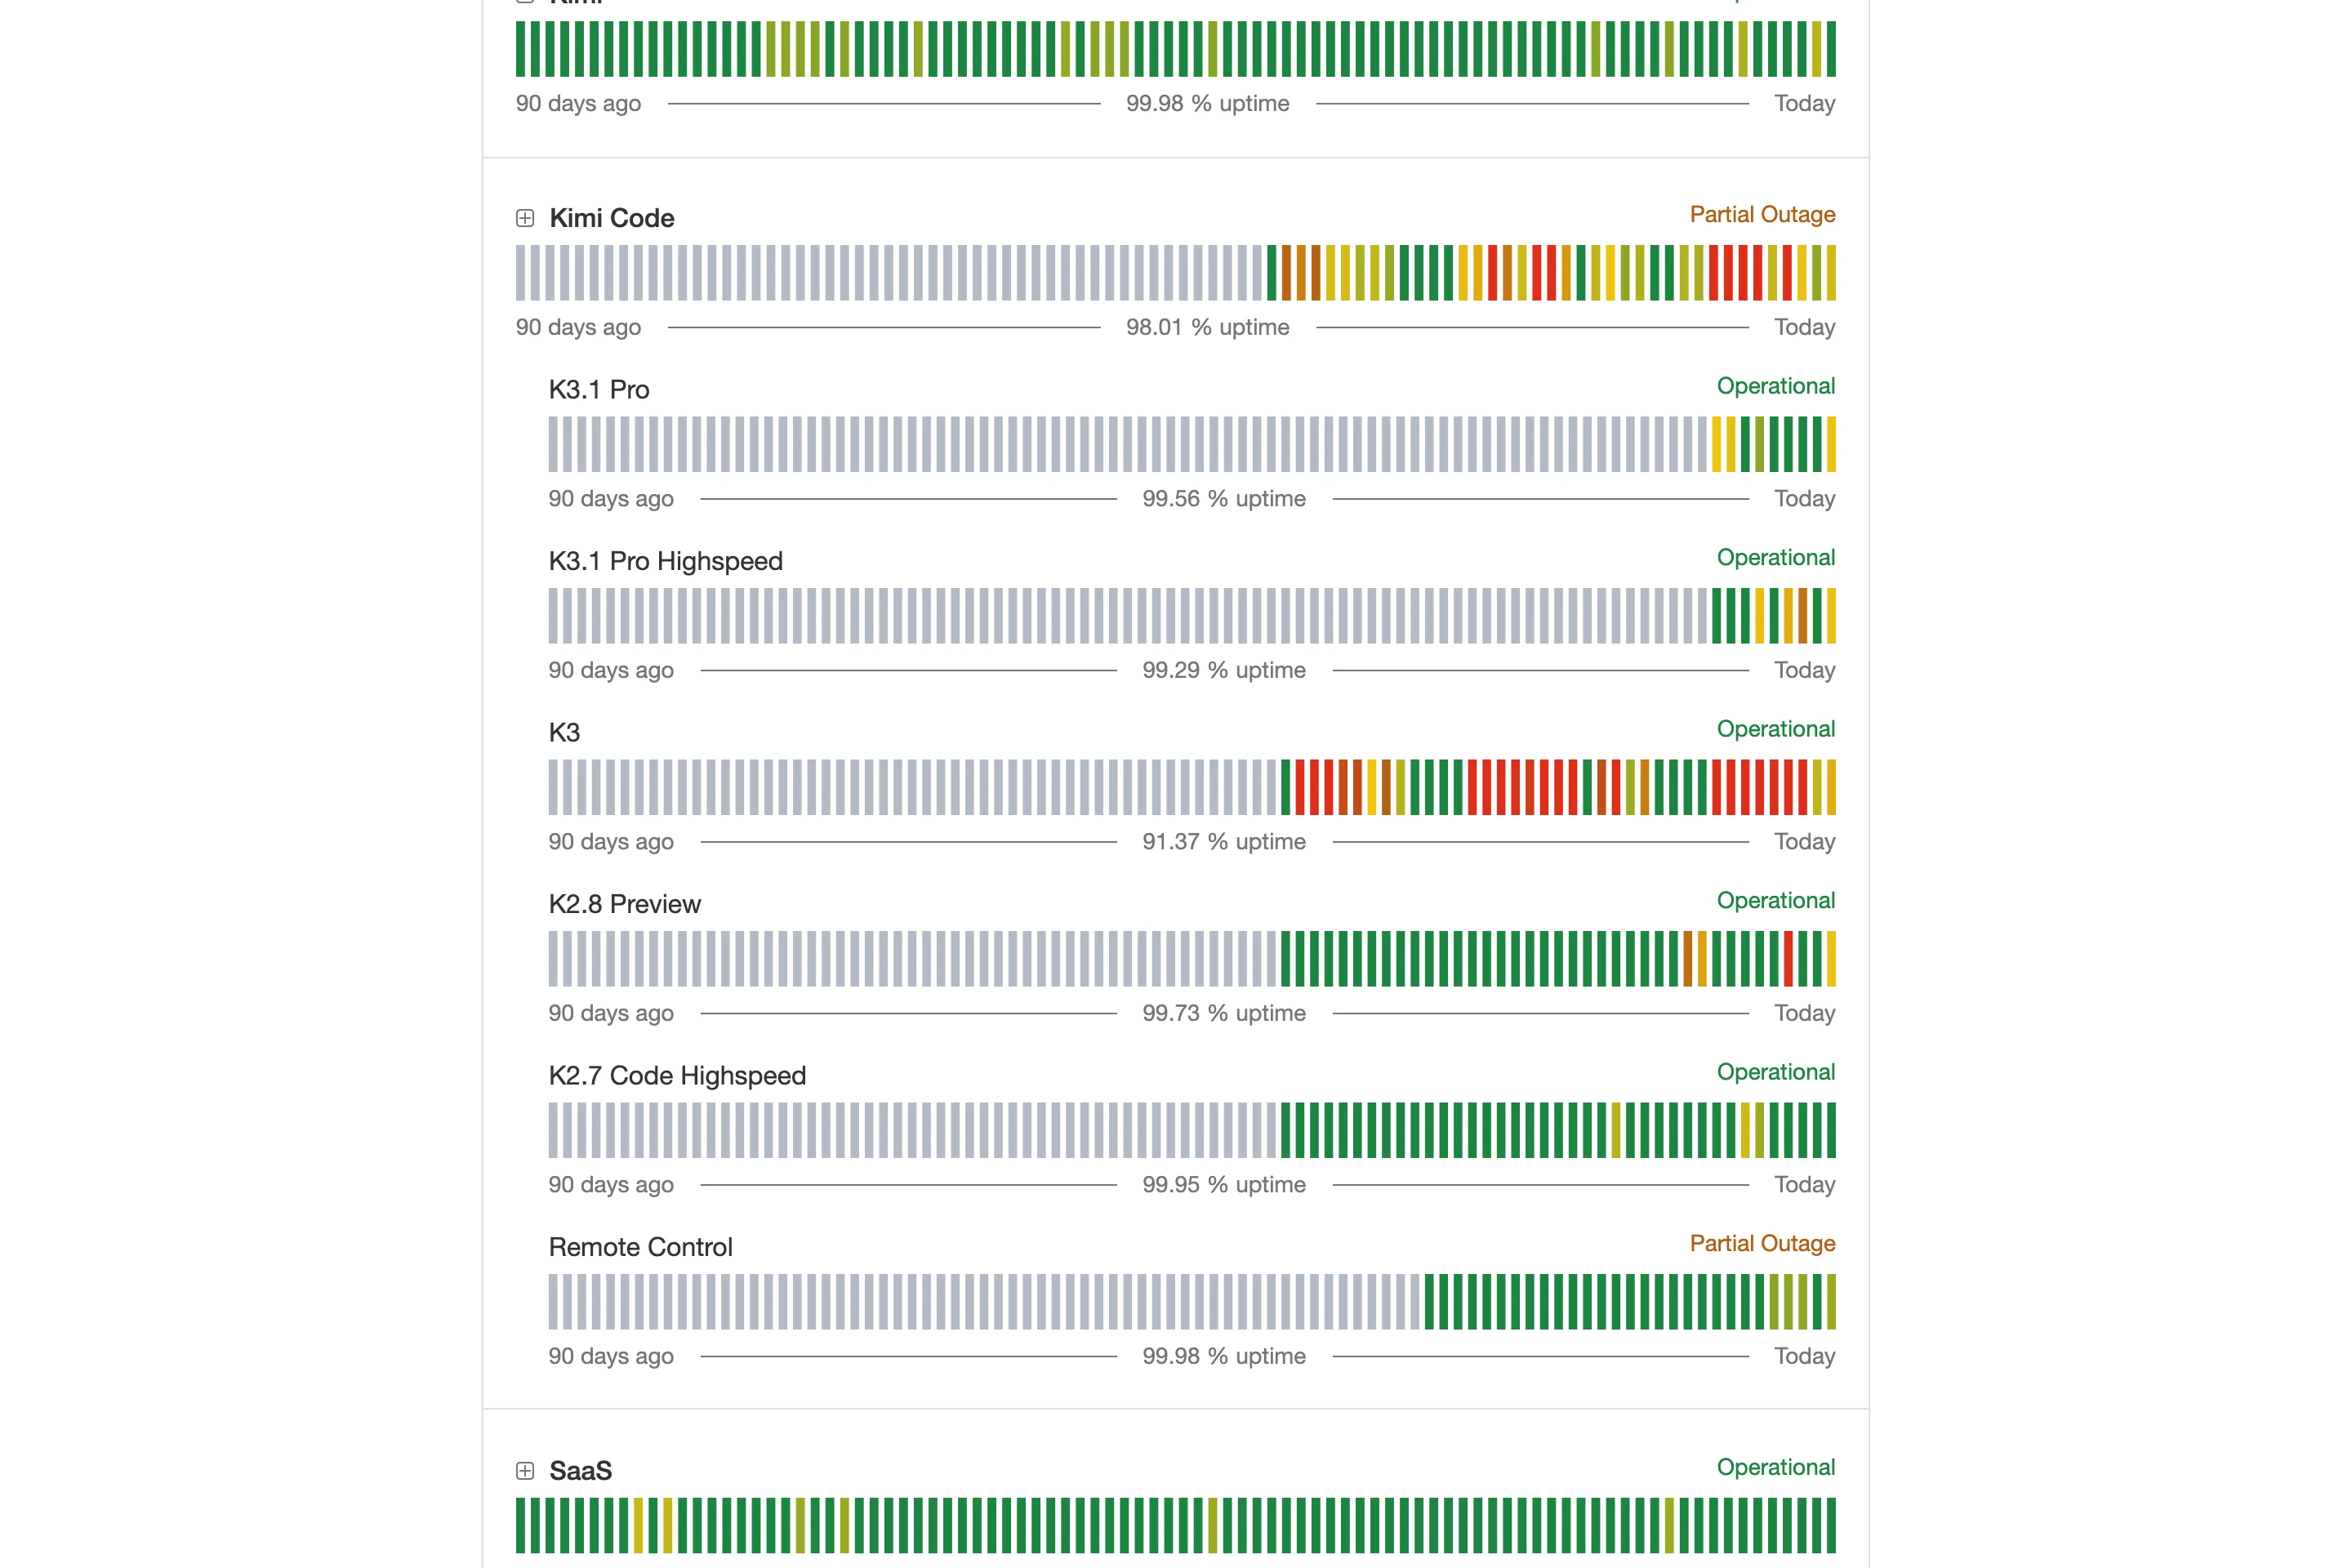 Kimi
90 days ago 99.98 % uptime Today
Kimi Code Partial Outage
90 days ago 98.01 % uptime Today
K3.1 Pro Operational
90 days ago 99.56 % uptime Today
K3.1 Pro Highspeed Operational
90 days ago 99.29 % uptime Today
K3 Operational
90 days ago 91.37 % uptime Today
K2.8 Preview Operational
90 days ago 99.73 % uptime Today
K2.7 Code Highspeed Operational
90 days ago 99.95 % uptime Today
Remote Control Partial Outage
90 days ago 99.98 % uptime Today
SaaS Operational